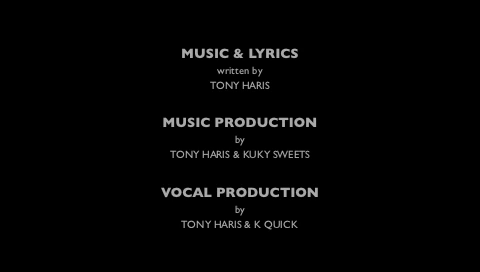 MUSIC & LYRICS
written by
TONY HARIS
MUSIC PRODUCTION
by
TONY HARIS & KUKY SWEETS
VOCAL PRODUCTION
by
TONY HARIS & K QUICK